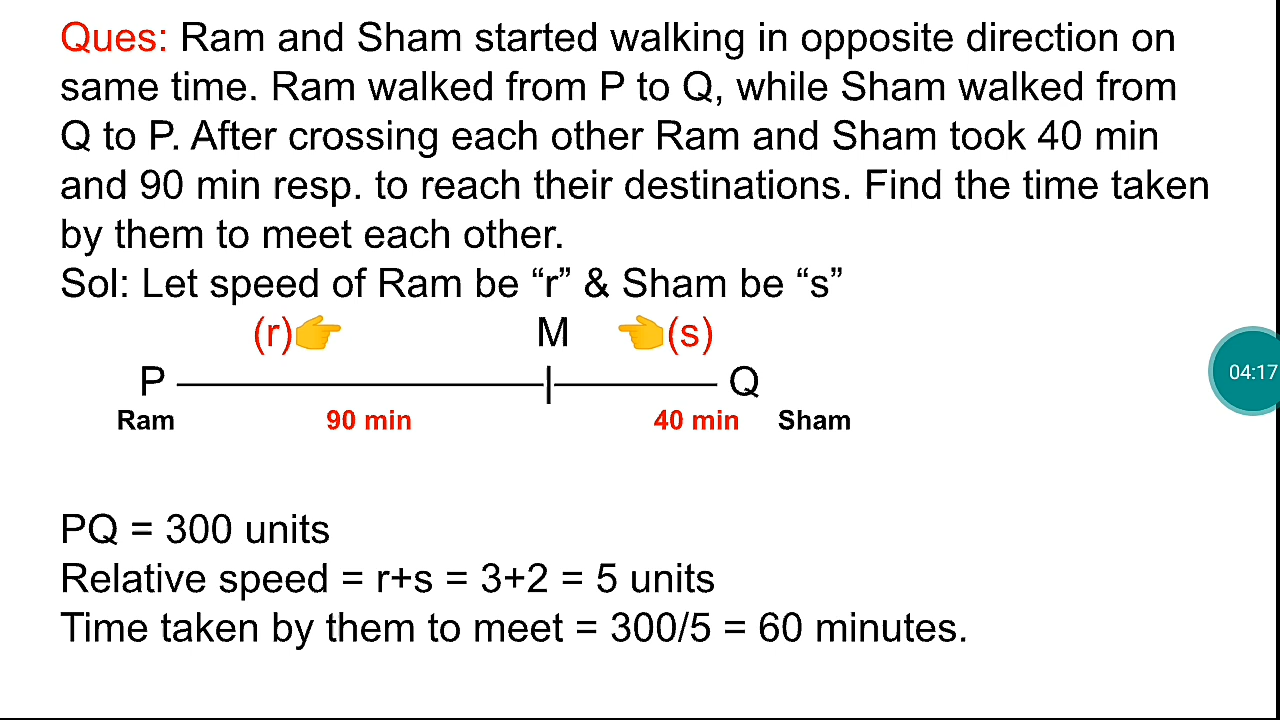 Ques: Ram and Sham started walking in opposite direction on
same time. Ram walked from P to Q, while Sham walked from
Q to P. After crossing each other Ram and Sham took 40 min
and 90 min resp. to reach their destinations. Find the time taken
by them to meet each other.
Sol: Let speed of Ram be “r” & Sham be “s”
(r)👉 M 👈(s)
P | Q
Ram 90 min 40 min Sham
04:17
PQ = 300 units
Relative speed = r+s = 3+2 = 5 units
Time taken by them to meet = 300/5 = 60 minutes.